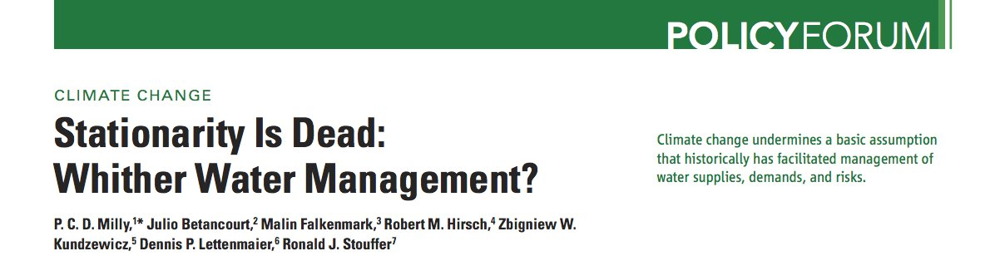 POLICYFORUM
CLIMATE CHANGE
Stationarity Is Dead:
Whither Water Management?
Climate change undermines a basic assumption
that historically has facilitated management of
water supplies, demands, and risks.
P. C. D. Milly,¹* Julio Betancourt,² Malin Falkenmark,³ Robert M. Hirsch,⁴ Zbigniew W.
Kundzewicz,⁵ Dennis P. Lettenmaier,⁶ Ronald J. Stouffer⁷